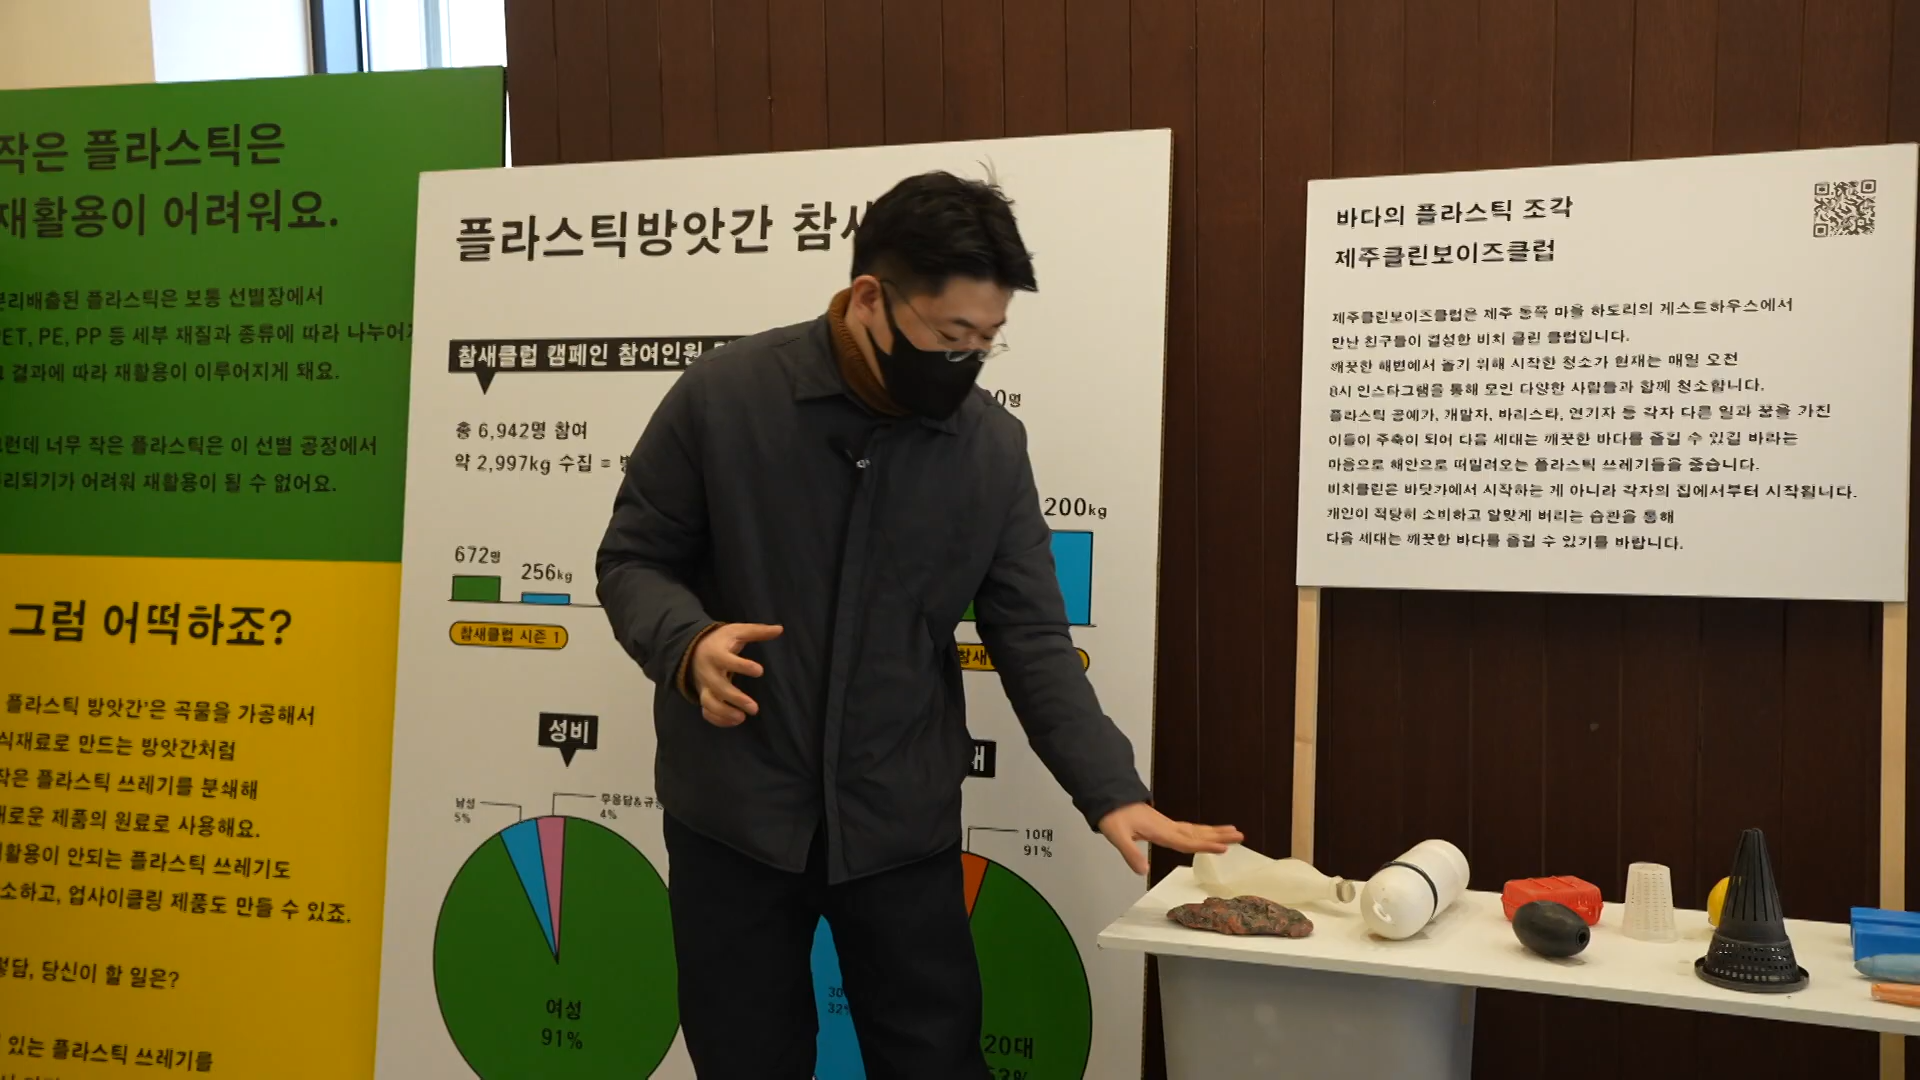 작은 플라스틱은
재활용이 어려워요.
분리배출된 플라스틱은 보통 선별장에서
PET, PE, PP 등 세부 재질과 종류에 따라 나누어
결과에 따라 재활용이 이루어지게 돼요.
그런데 너무 작은 플라스틱은 이 선별 공정에서
분리되기가 어려워 재활용이 될 수 없어요.
그럼 어떡하죠?
플라스틱 방앗간'은 곡물을 가공해서
식재료로 만드는 방앗간처럼
작은 플라스틱 쓰레기를 분쇄해
새로운 제품의 원료로 사용해요.
재활용이 안되는 플라스틱 쓰레기도
소하고, 업사이클링 제품도 만들 수 있죠.
당신이 할 일은?
있는 플라스틱 쓰레기를
플라스틱방앗간 참새
참새클럽 캠페인 참여인원
총 6,942명 참여
약 2,997kg 수집 =
672명
256kg
참새클럽 시즌 1
0명
200kg
참새
성비
남성
5%
무응답&
4%
여성
91%
대
10대
91%
30
32%
20대
바다의 플라스틱 조각
제주클린보이즈클럽
제주클린보이즈클럽은 제주 동쪽 마을 하도리의 게스트하우스에서
만난 친구들이 결성한 비치 클린 클럽입니다.
깨끗한 해변에서 놀기 위해 시작한 청소가 현재는 매일 오전
8시 인스타그램을 통해 모인 다양한 사람들과 함께 청소합니다.
플라스틱 공예가, 개발자, 바리스타, 연기자 등 각자 다른 일과 꿈을 가진
이들이 주축이 되어 다음 세대는 깨끗한 바다를 즐길 수 있길 바라는
마음으로 해안으로 떠밀려오는 플라스틱 쓰레기들을 줍습니다.
비치클린은 바닷가에서 시작하는 게 아니라 각자의 집에서부터 시작됩니다.
개인이 적당히 소비하고 알맞게 버리는 습관을 통해
다음 세대는 깨끗한 바다를 즐길 수 있기를 바랍니다.